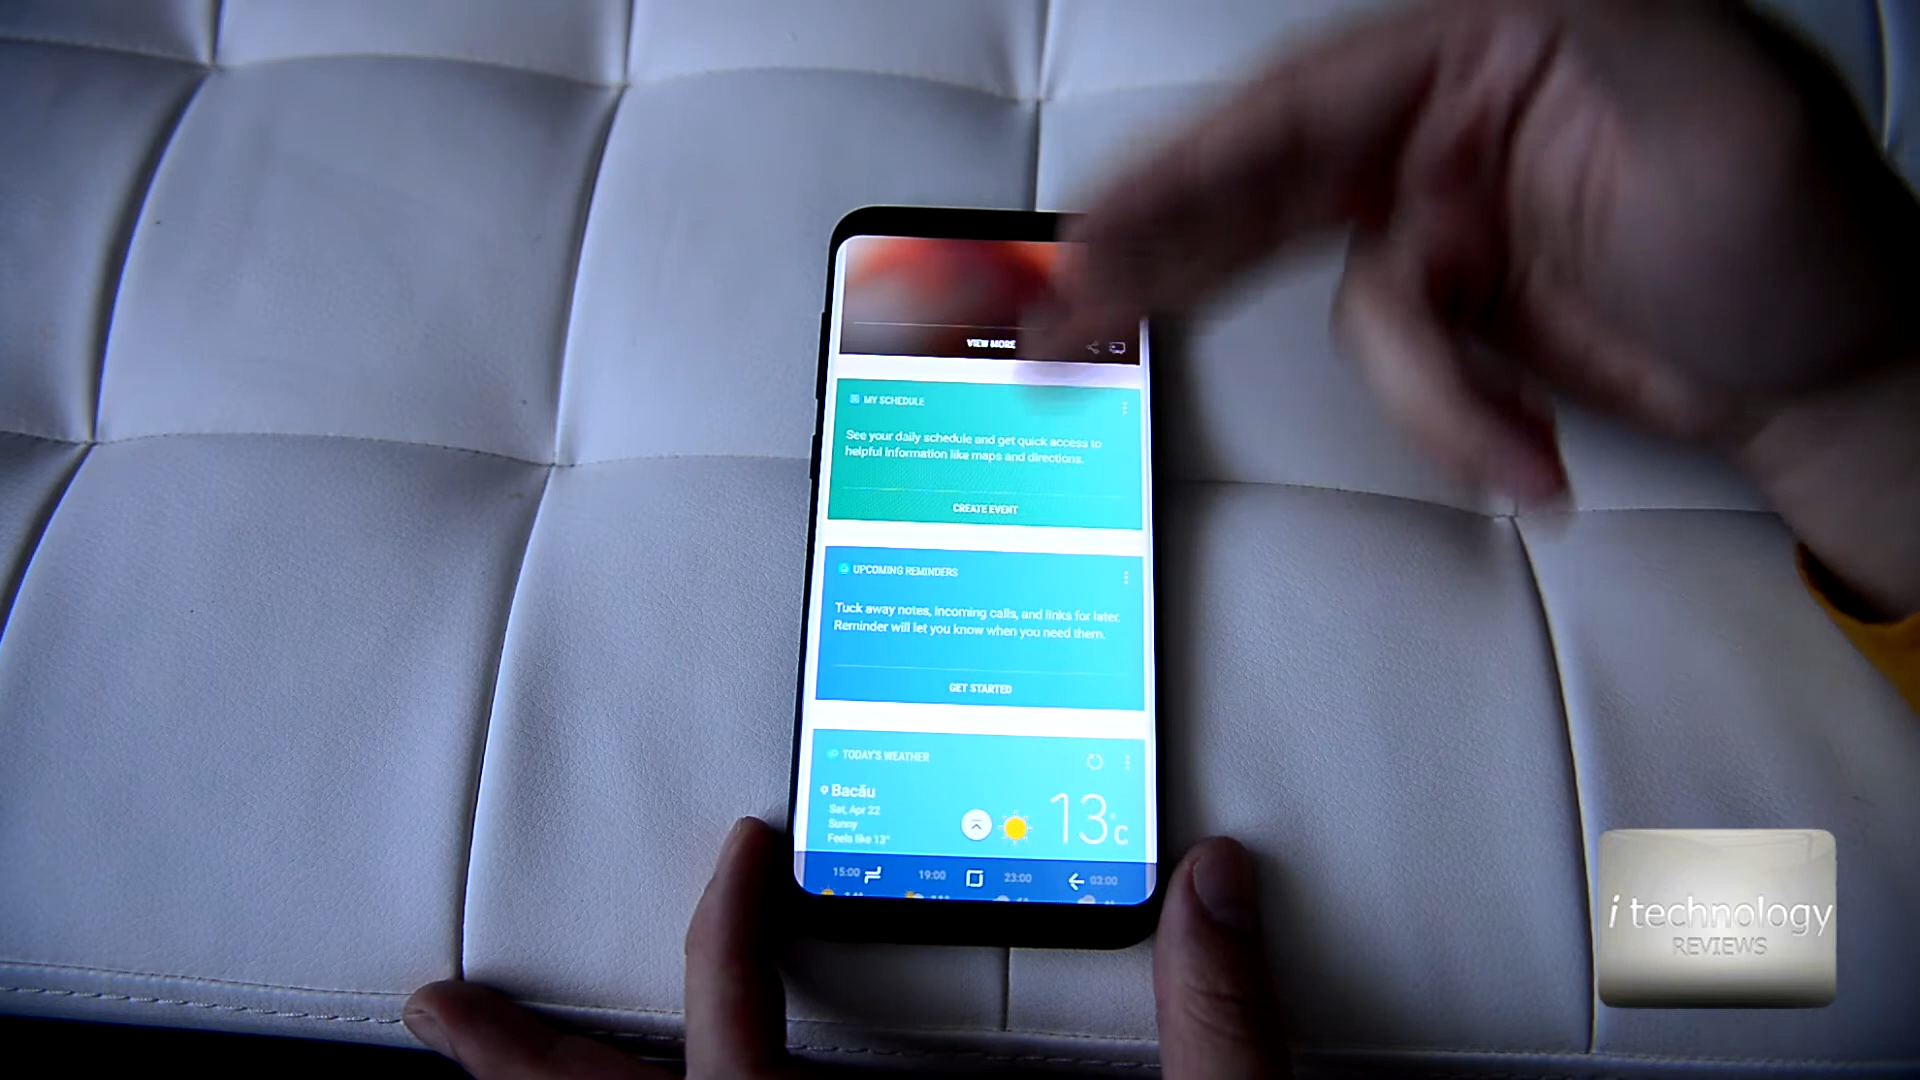 VIEW MORE
MY SCHEDULE
See your daily schedule and get quick access to
helpful information like maps and directions.
CREATE EVENT
UPCOMING REMINDERS
Tuck away notes, incoming calls, and links for later.
Reminder will let you know when you need them.
GET STARTED
TODAY'S WEATHER
Bacău
Sat, Apr 22
Sunny
Feels like 13°
13°C
15:00 19:00 23:00 03:00
i technology
REVIEWS